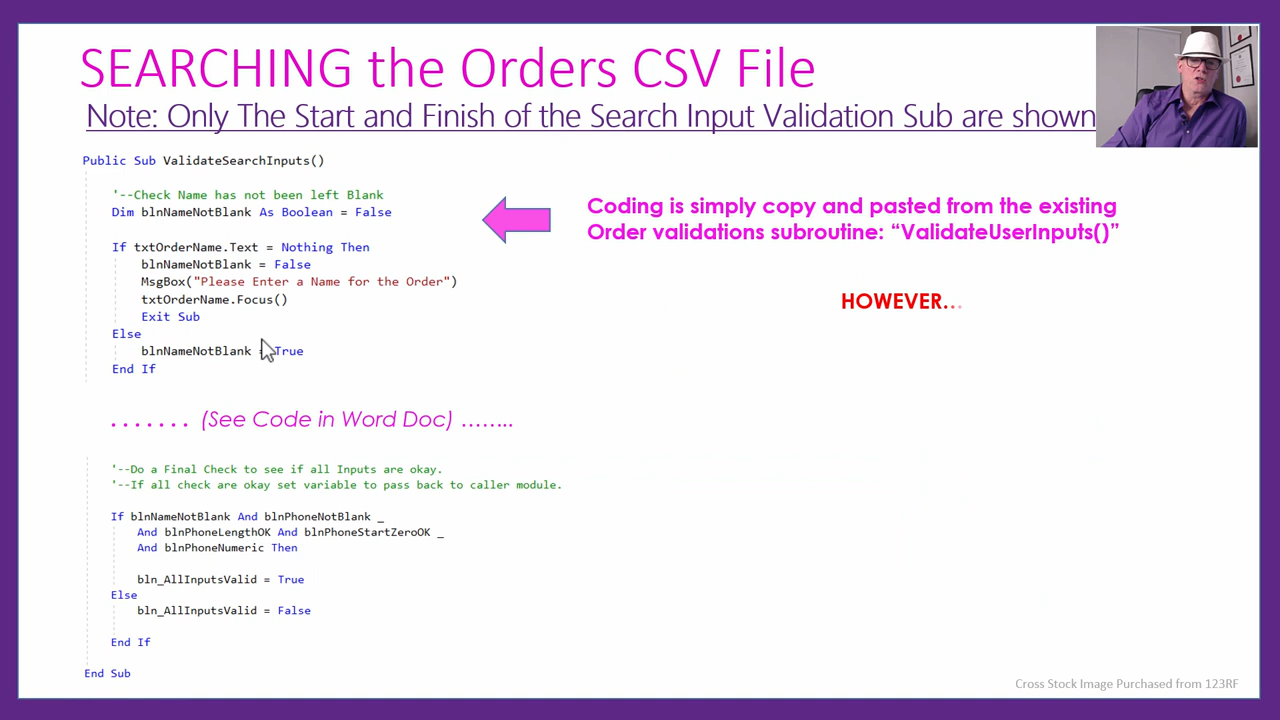 SEARCHING the Orders CSV File
Note: Only The Start and Finish of the Search Input Validation Sub are shown
Public Sub ValidateSearchInputs()
'--Check Name has not been left Blank
Dim blnNameNotBlank As Boolean = False
If txtOrderName.Text = Nothing Then
blnNameNotBlank = False
MsgBox("Please Enter a Name for the Order")
txtOrderName.Focus()
Exit Sub
Else
blnNameNotBlank = True
End If
Coding is simply copy and pasted from the existing
Order validations subroutine: “ValidateUserInputs()”
HOWEVER...
....... (See Code in Word Doc) ........
'--Do a Final Check to see if all Inputs are okay.
'--If all check are okay set variable to pass back to caller module.
If blnNameNotBlank And blnPhoneNotBlank _
And blnPhoneLengthOK And blnPhoneStartZeroOK _
And blnPhoneNumeric Then
bln_AllInputsValid = True
Else
bln_AllInputsValid = False
End If
End Sub
Cross Stock Image Purchased from 123RF